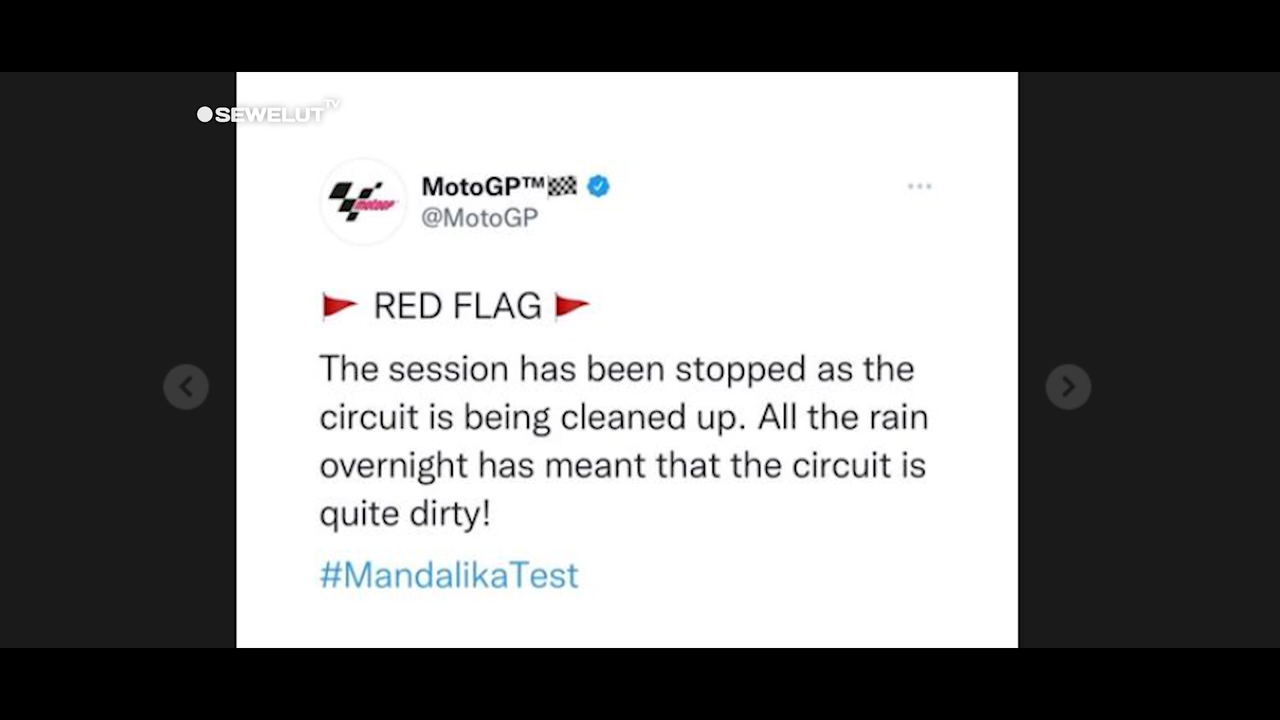 SEWELUT TV
MotoGP™🏁 
@MotoGP
🚩 RED FLAG 🚩
The session has been stopped as the
circuit is being cleaned up. All the rain
overnight has meant that the circuit is
quite dirty!
#MandalikaTest